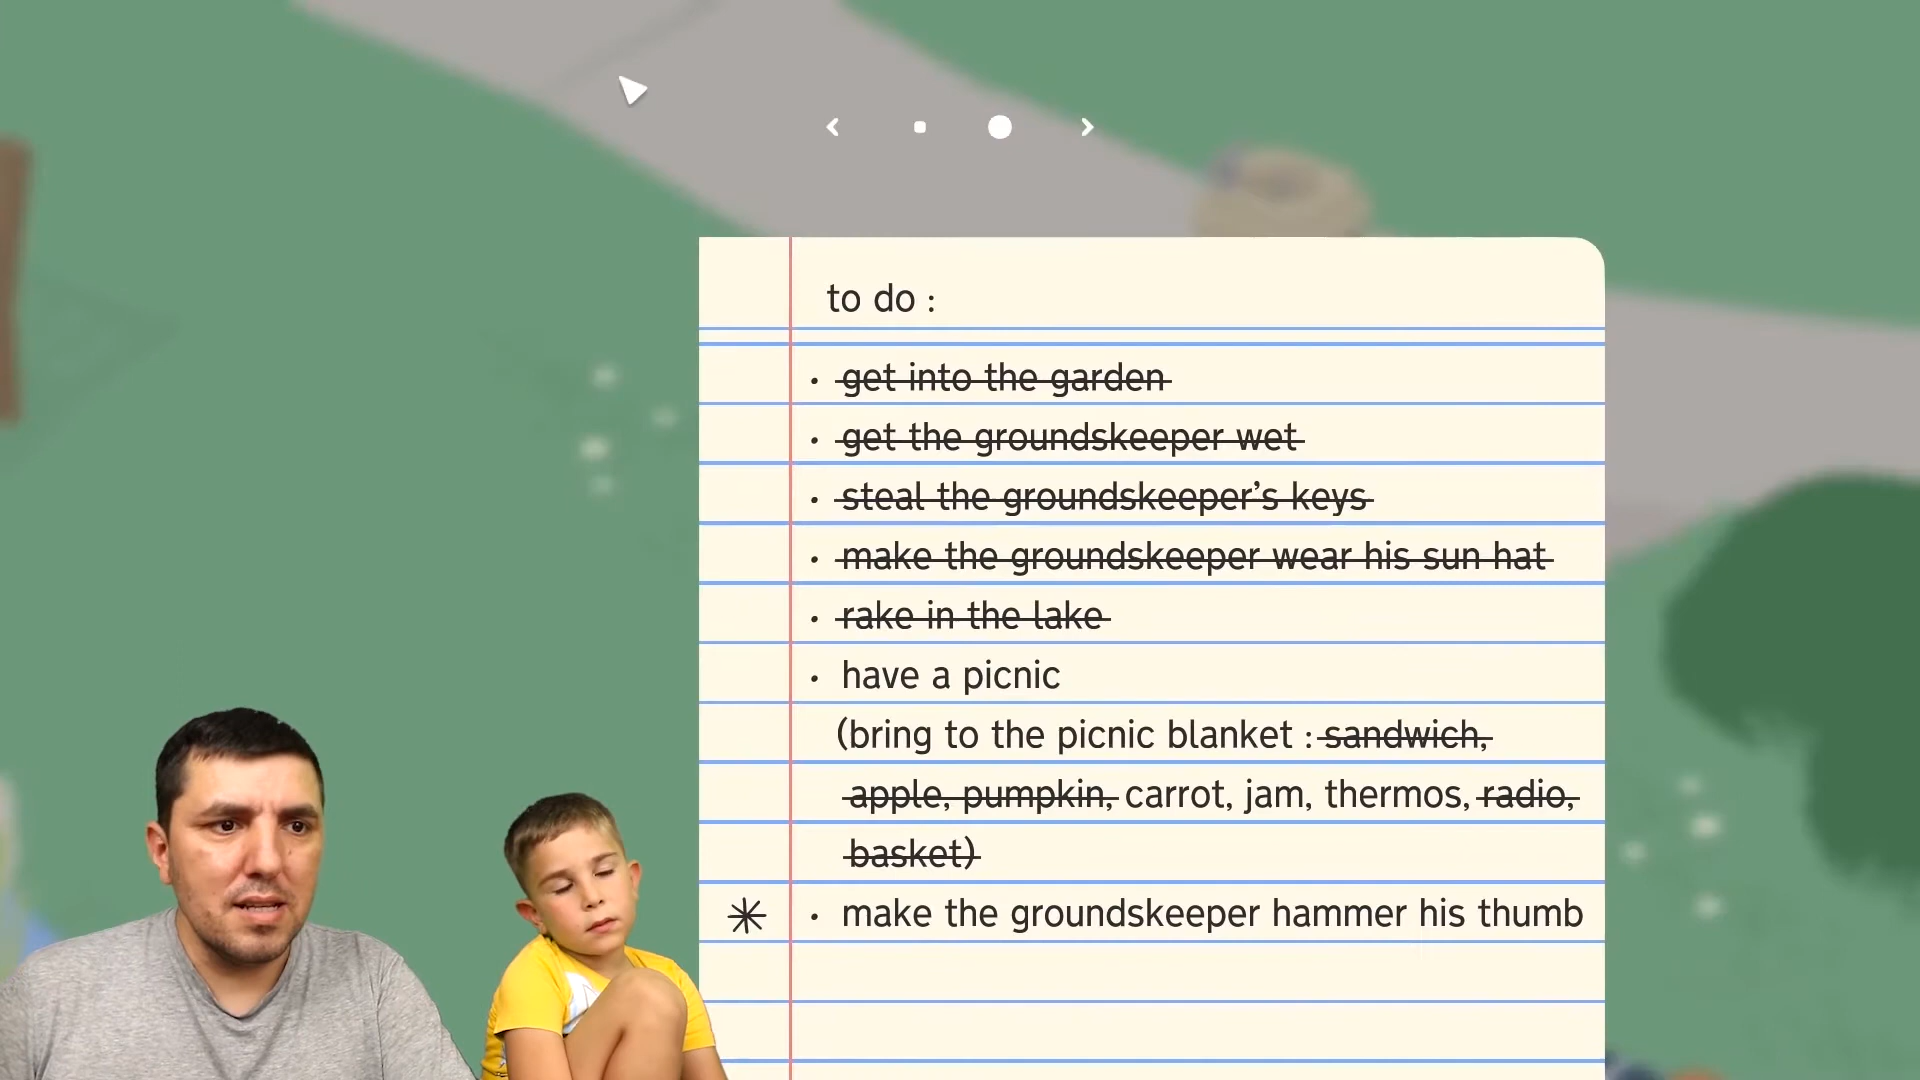 to do :
• get into the garden
• get the groundskeeper wet
• steal the groundskeeper’s keys
• make the groundskeeper wear his sun hat
• rake in the lake
• have a picnic
(bring to the picnic blanket : sandwich,
apple, pumpkin, carrot, jam, thermos, radio,
basket)
• make the groundskeeper hammer his thumb